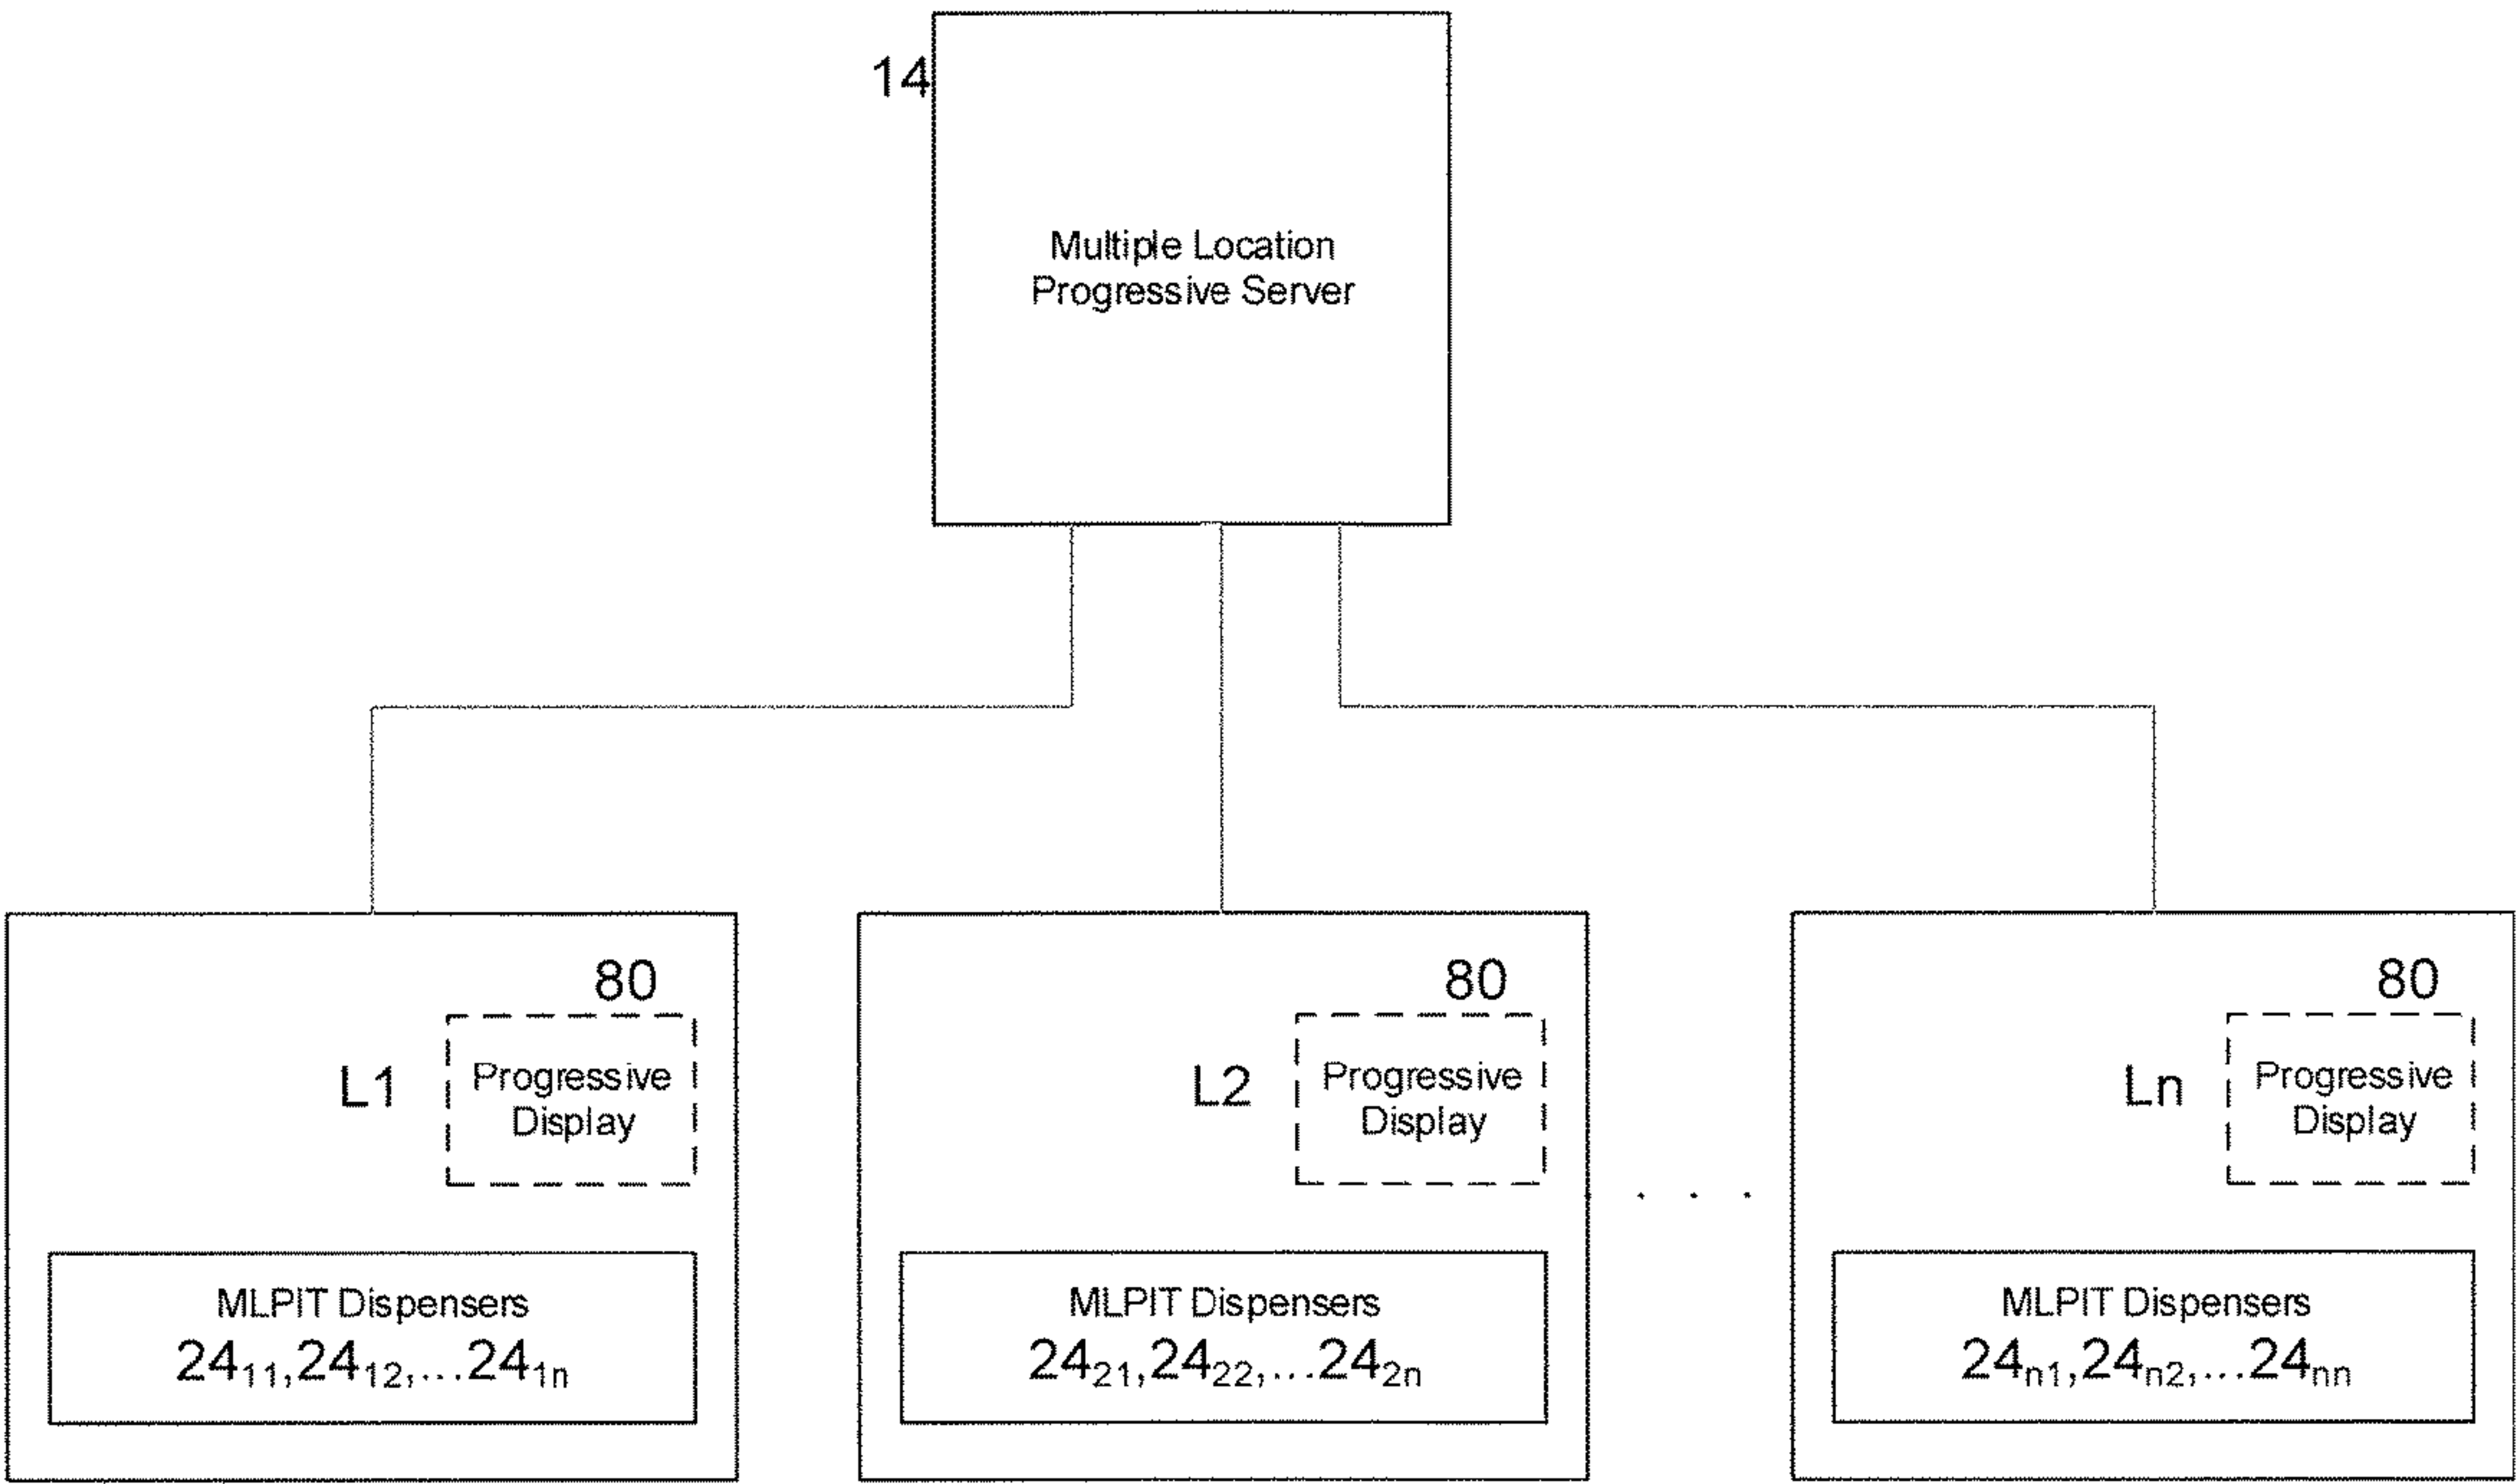 14
Multiple Location
Progressive Server
80
L1
Progressive
Display
MLPIT Dispensers
24₁₁,24₁₂,...24₁ₙ
80
L2
Progressive
Display
MLPIT Dispensers
24₂₁,24₂₂,...24₂ₙ
. . .
80
Ln
Progressive
Display
MLPIT Dispensers
24ₙ₁,24ₙ₂,...24ₙₙ